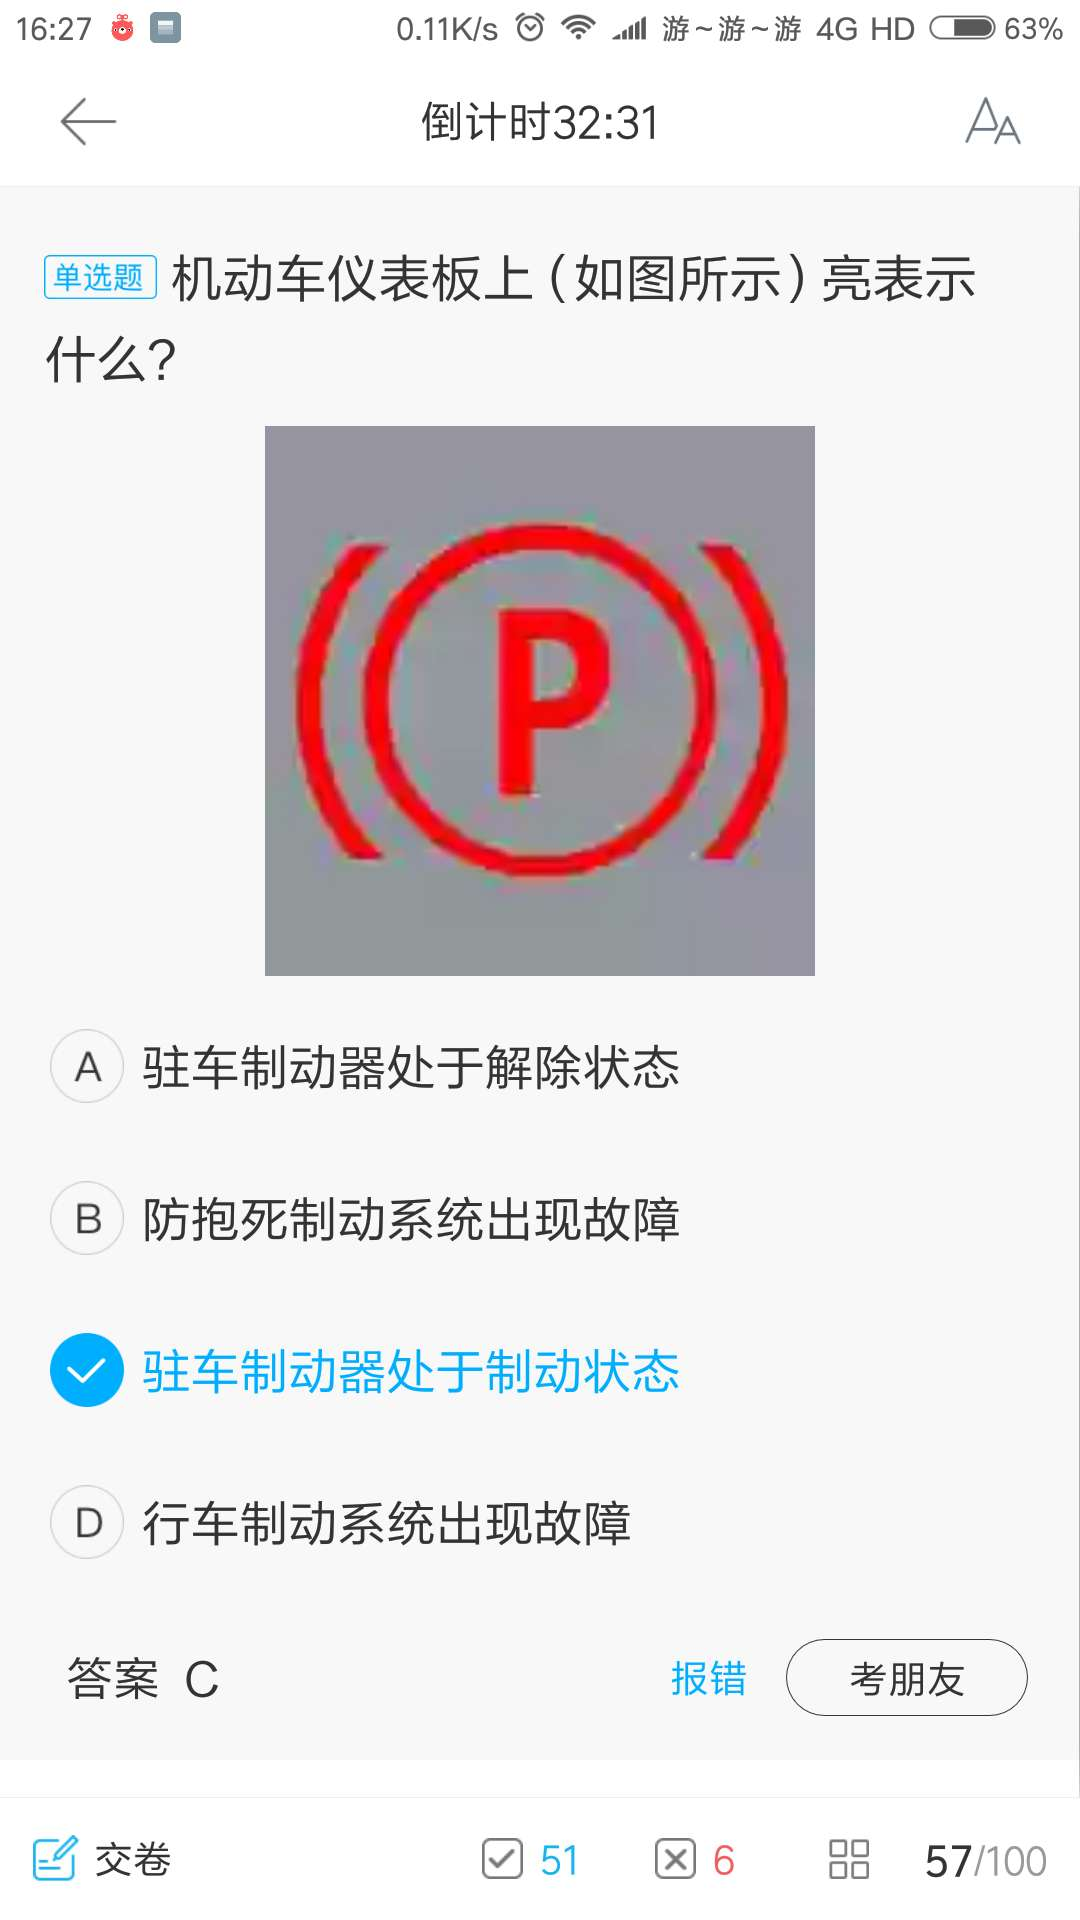 16:27 0.11K/s 游~游~游 4G HD 63%
倒计时32:31 AA
单选题 机动车仪表板上(如图所示)亮表示
什么?
P
A 驻车制动器处于解除状态
B 防抱死制动系统出现故障
驻车制动器处于制动状态
D 行车制动系统出现故障
答案 C 报错 考朋友
交卷 51 6 57/100